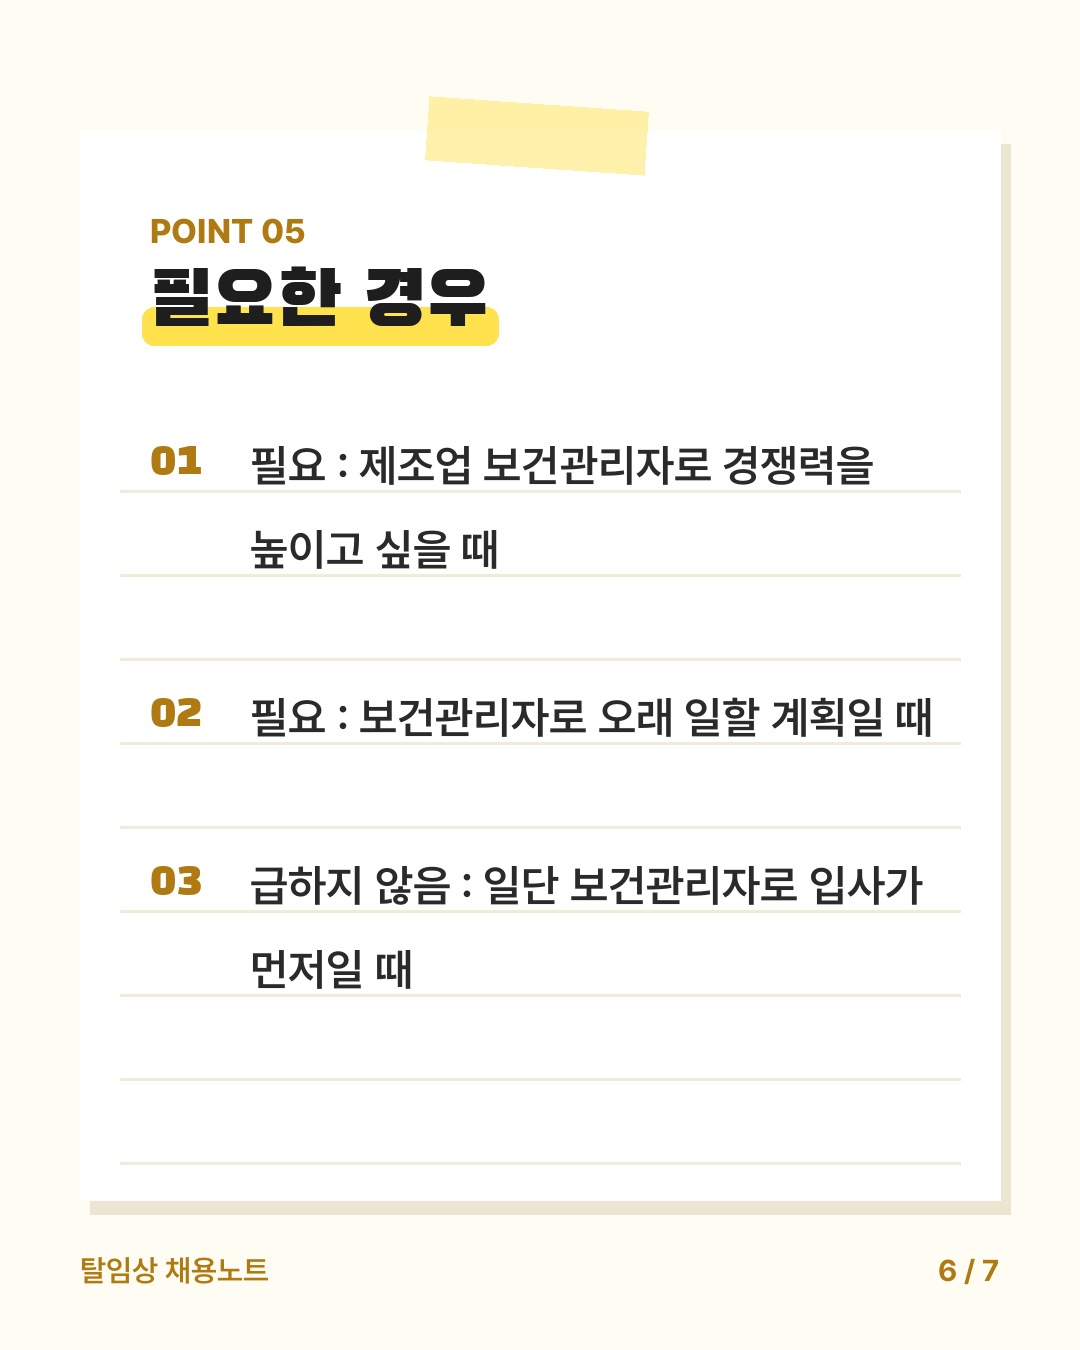 POINT 05
필요한 경우
01 필요 : 제조업 보건관리자로 경쟁력을
높이고 싶을 때
02 필요 : 보건관리자로 오래 일할 계획일 때
03 급하지 않음 : 일단 보건관리자로 입사가
먼저일 때
탈임상 채용노트
6 / 7